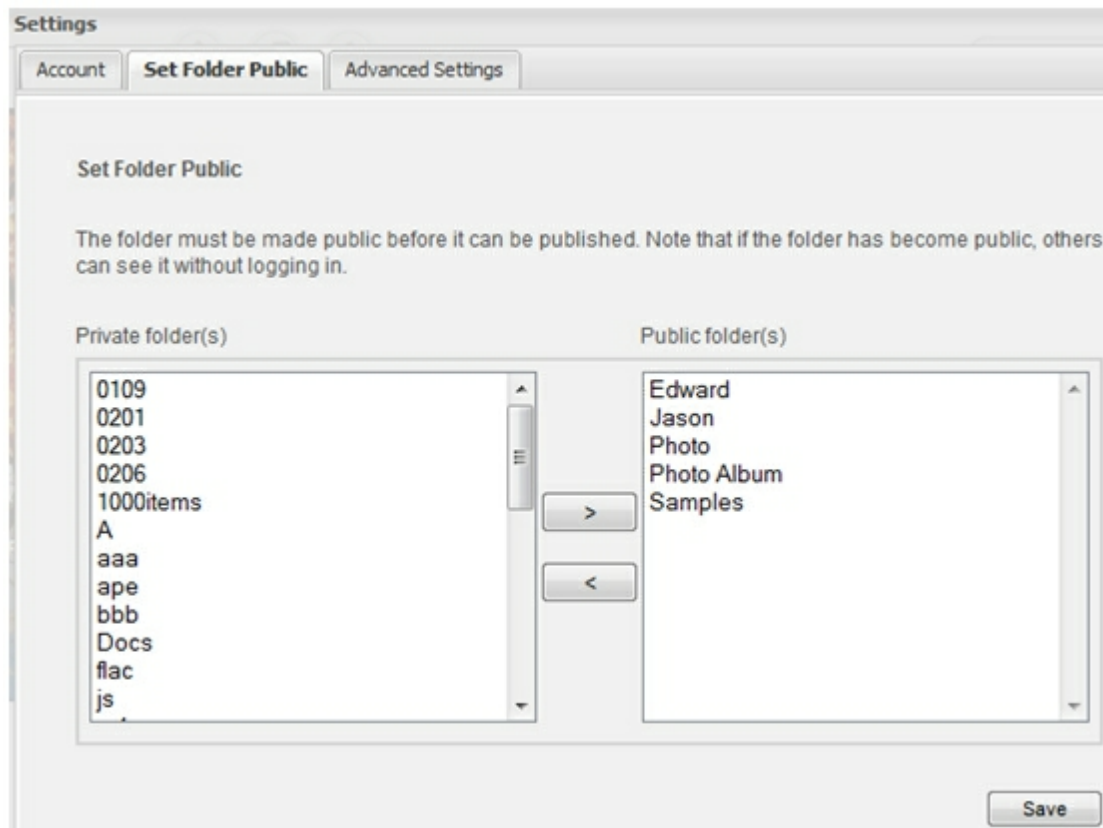 Settings
Account
Set Folder Public
Advanced Settings
Set Folder Public
The folder must be made public before it can be published. Note that if the folder has become public, others
can see it without logging in.
Private folder(s)
Public folder(s)
0109
0201
0203
0206
1000items
A
aaa
ape
bbb
Docs
flac
js
>
<
Edward
Jason
Photo
Photo Album
Samples
Save